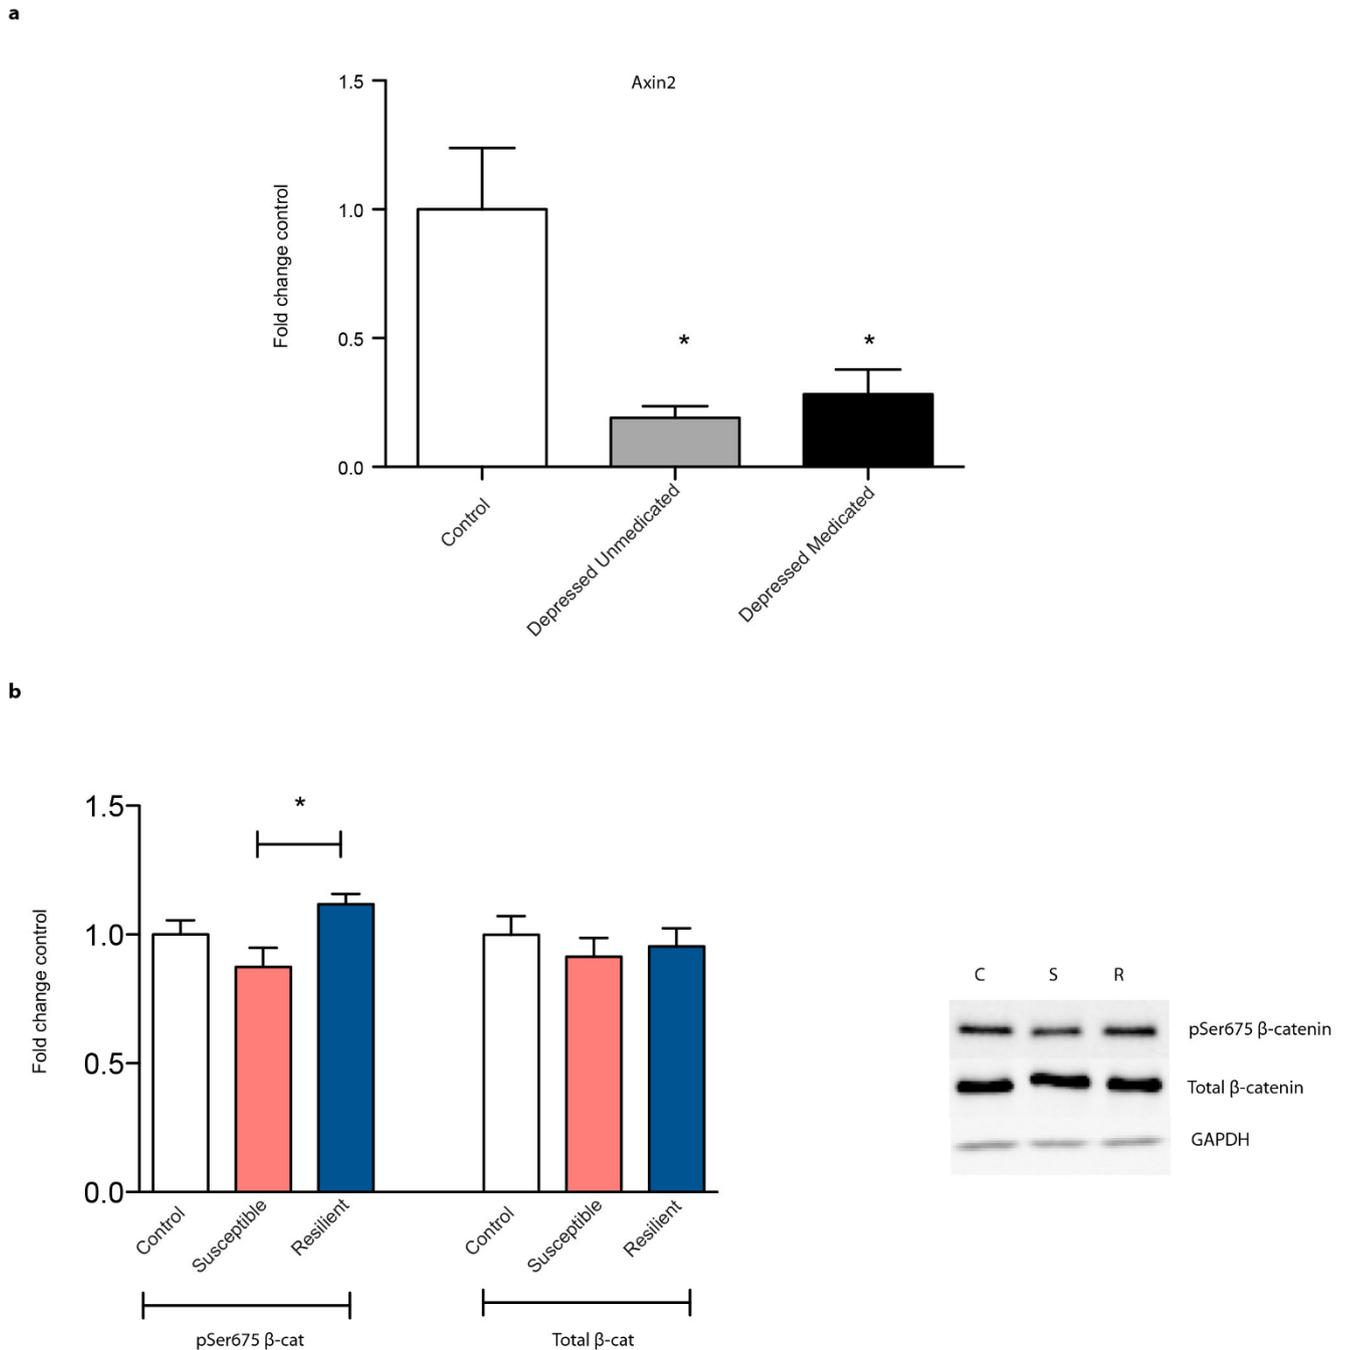 a
Axin2
1.5
1.0
0.5
0.0
Fold change control
*
*
Control
Depressed Unmedicated
Depressed Medicated
b
1.5
1.0
0.5
0.0
Fold change control
*
Control
Susceptible
Resilient
Control
Susceptible
Resilient
pSer675 β-cat
Total β-cat
C S R
pSer675 β-catenin
Total β-catenin
GAPDH